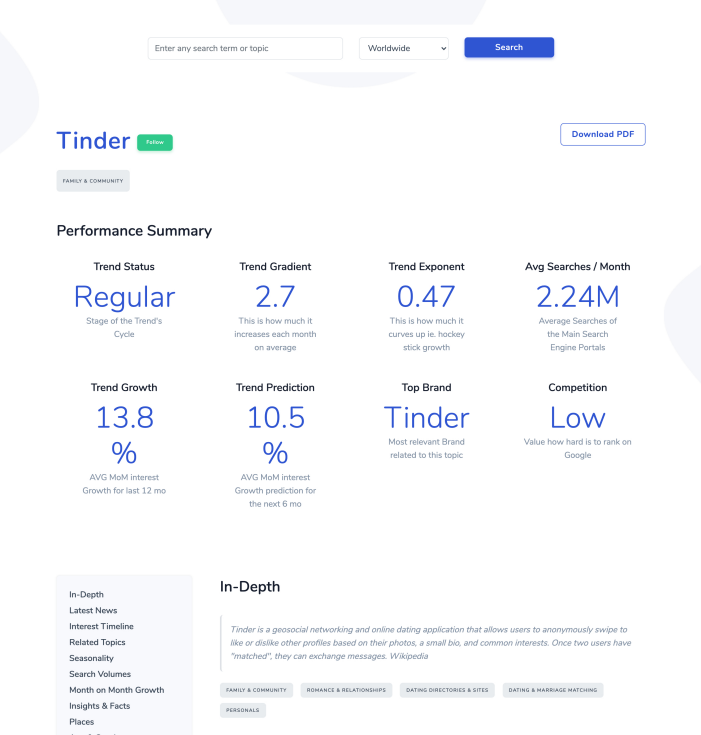 Enter any search term or topic
Worldwide
Search
Tinder
Follow
Download PDF
FAMILY & COMMUNITY
Performance Summary
Trend Status
Regular
Stage of the Trend's
Cycle
Trend Gradient
2.7
This is how much it
increases each month
on average
Trend Exponent
0.47
This is how much it
curves up ie. hockey
stick growth
Avg Searches / Month
2.24M
Average Searches of
the Main Search
Engine Portals
Trend Growth
13.8
%
AVG MoM interest
Growth for last 12 mo
Trend Prediction
10.5
%
AVG MoM interest
Growth prediction for
the next 6 mo
Top Brand
Tinder
Most relevant Brand
related to this topic
Competition
Low
Value how hard is to rank on
Google
In-Depth
Latest News
Interest Timeline
Related Topics
Seasonality
Search Volumes
Month on Month Growth
Insights & Facts
Places
In-Depth
Tinder is a geosocial networking and online dating application that allows users to anonymously swipe to
like or dislike other profiles based on their photos, a small bio, and common interests. Once two users have
"matched", they can exchange messages. Wikipedia
FAMILY & COMMUNITY
ROMANCE & RELATIONSHIPS
DATING DIRECTORIES & SITES
DATING & MARRIAGE MATCHING
PERSONALS